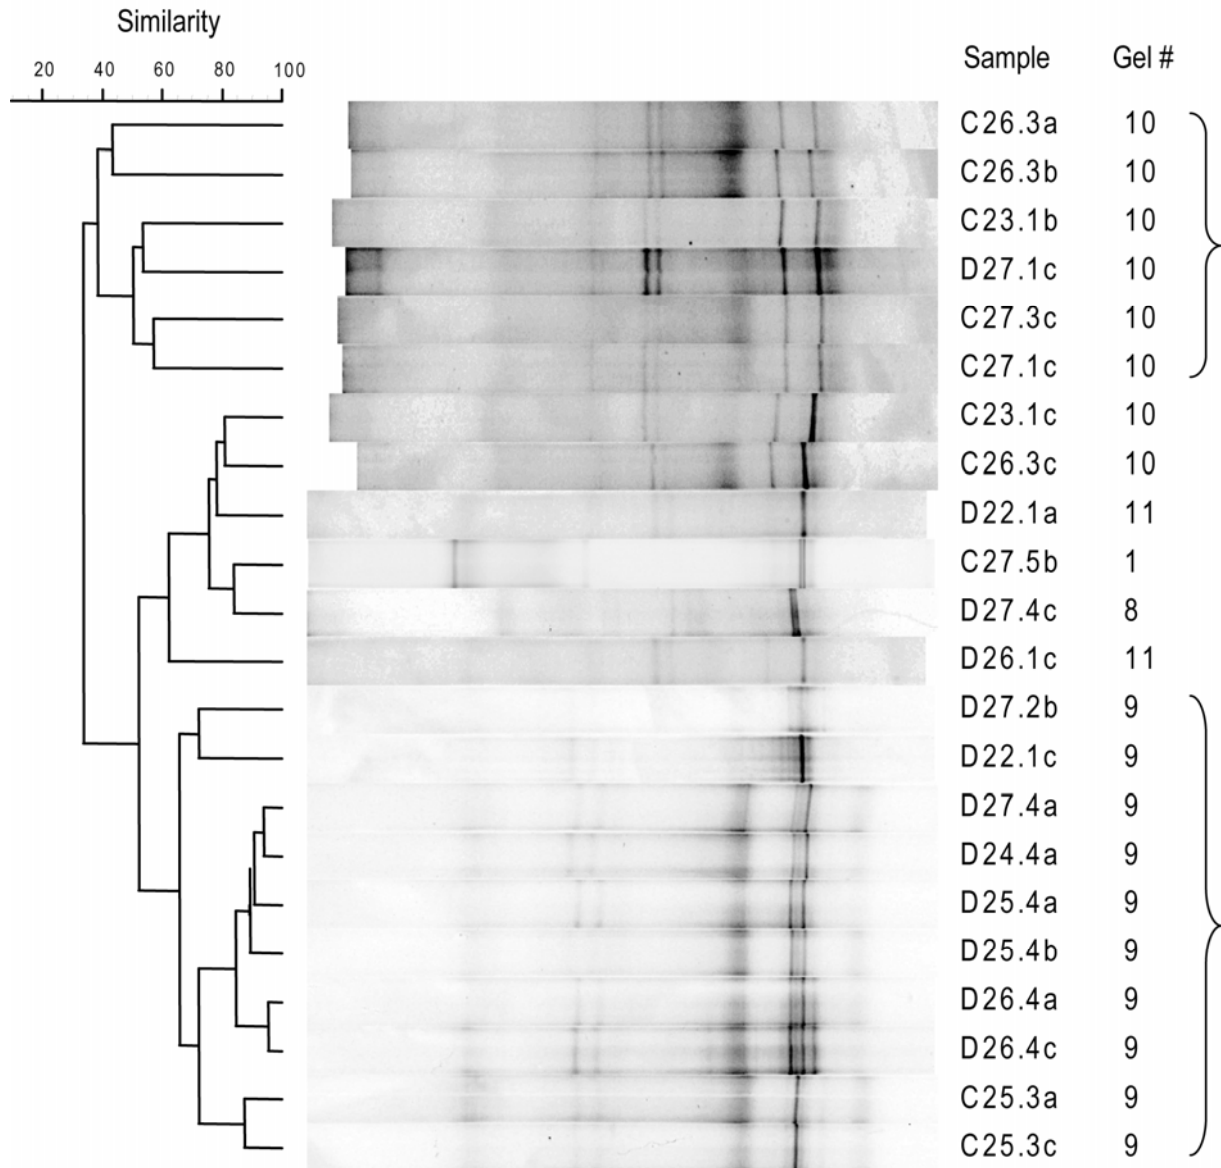 Similarity
20 40 60 80 100
Sample Gel #
C26.3a 10
C26.3b 10
C23.1b 10
D27.1c 10
C27.3c 10
C27.1c 10
C23.1c 10
C26.3c 10
D22.1a 11
C27.5b 1
D27.4c 8
D26.1c 11
D27.2b 9
D22.1c 9
D27.4a 9
D24.4a 9
D25.4a 9
D25.4b 9
D26.4a 9
D26.4c 9
C25.3a 9
C25.3c 9